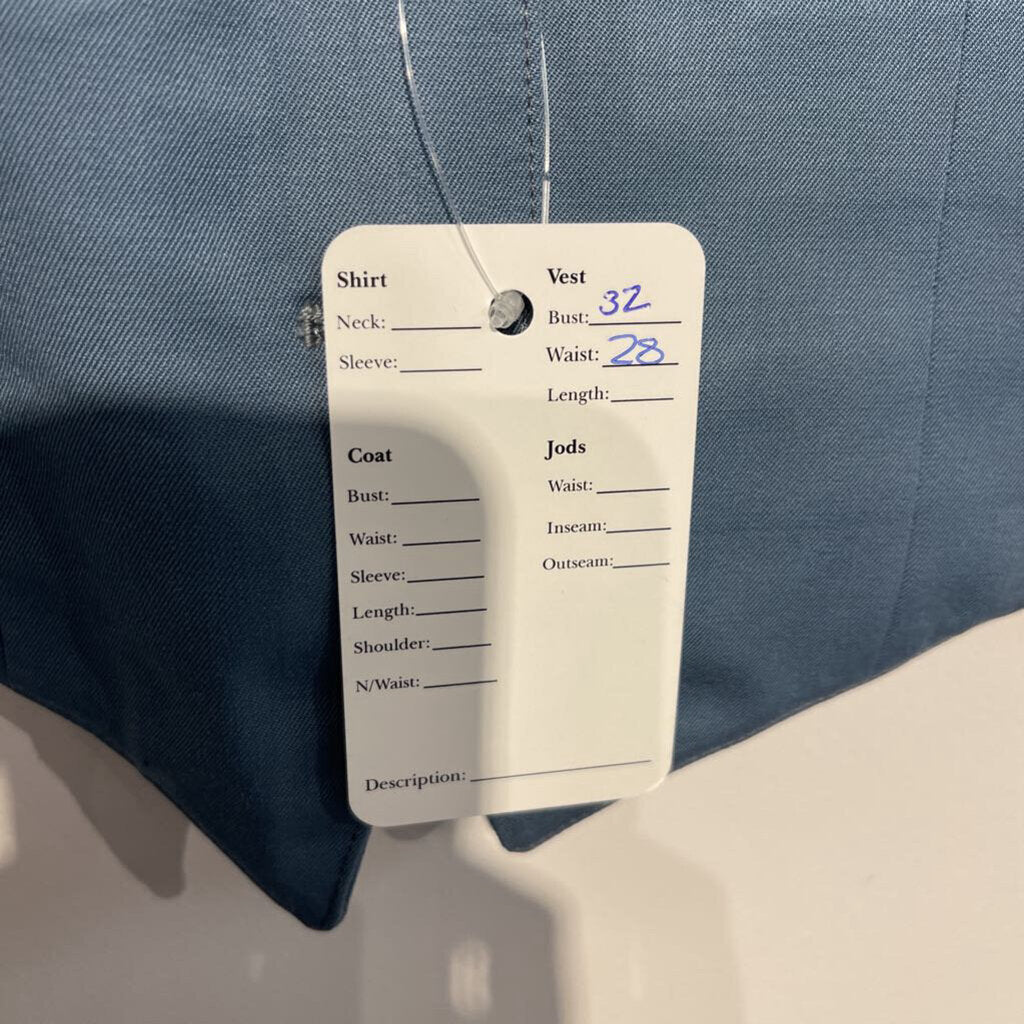 Shirt
Neck:
Sleeve:
Vest
Bust: 32
Waist: 28
Length:
Coat
Bust:
Waist:
Sleeve:
Length:
Shoulder:
N/Waist:
Jods
Waist:
Inseam:
Outseam:
Description: